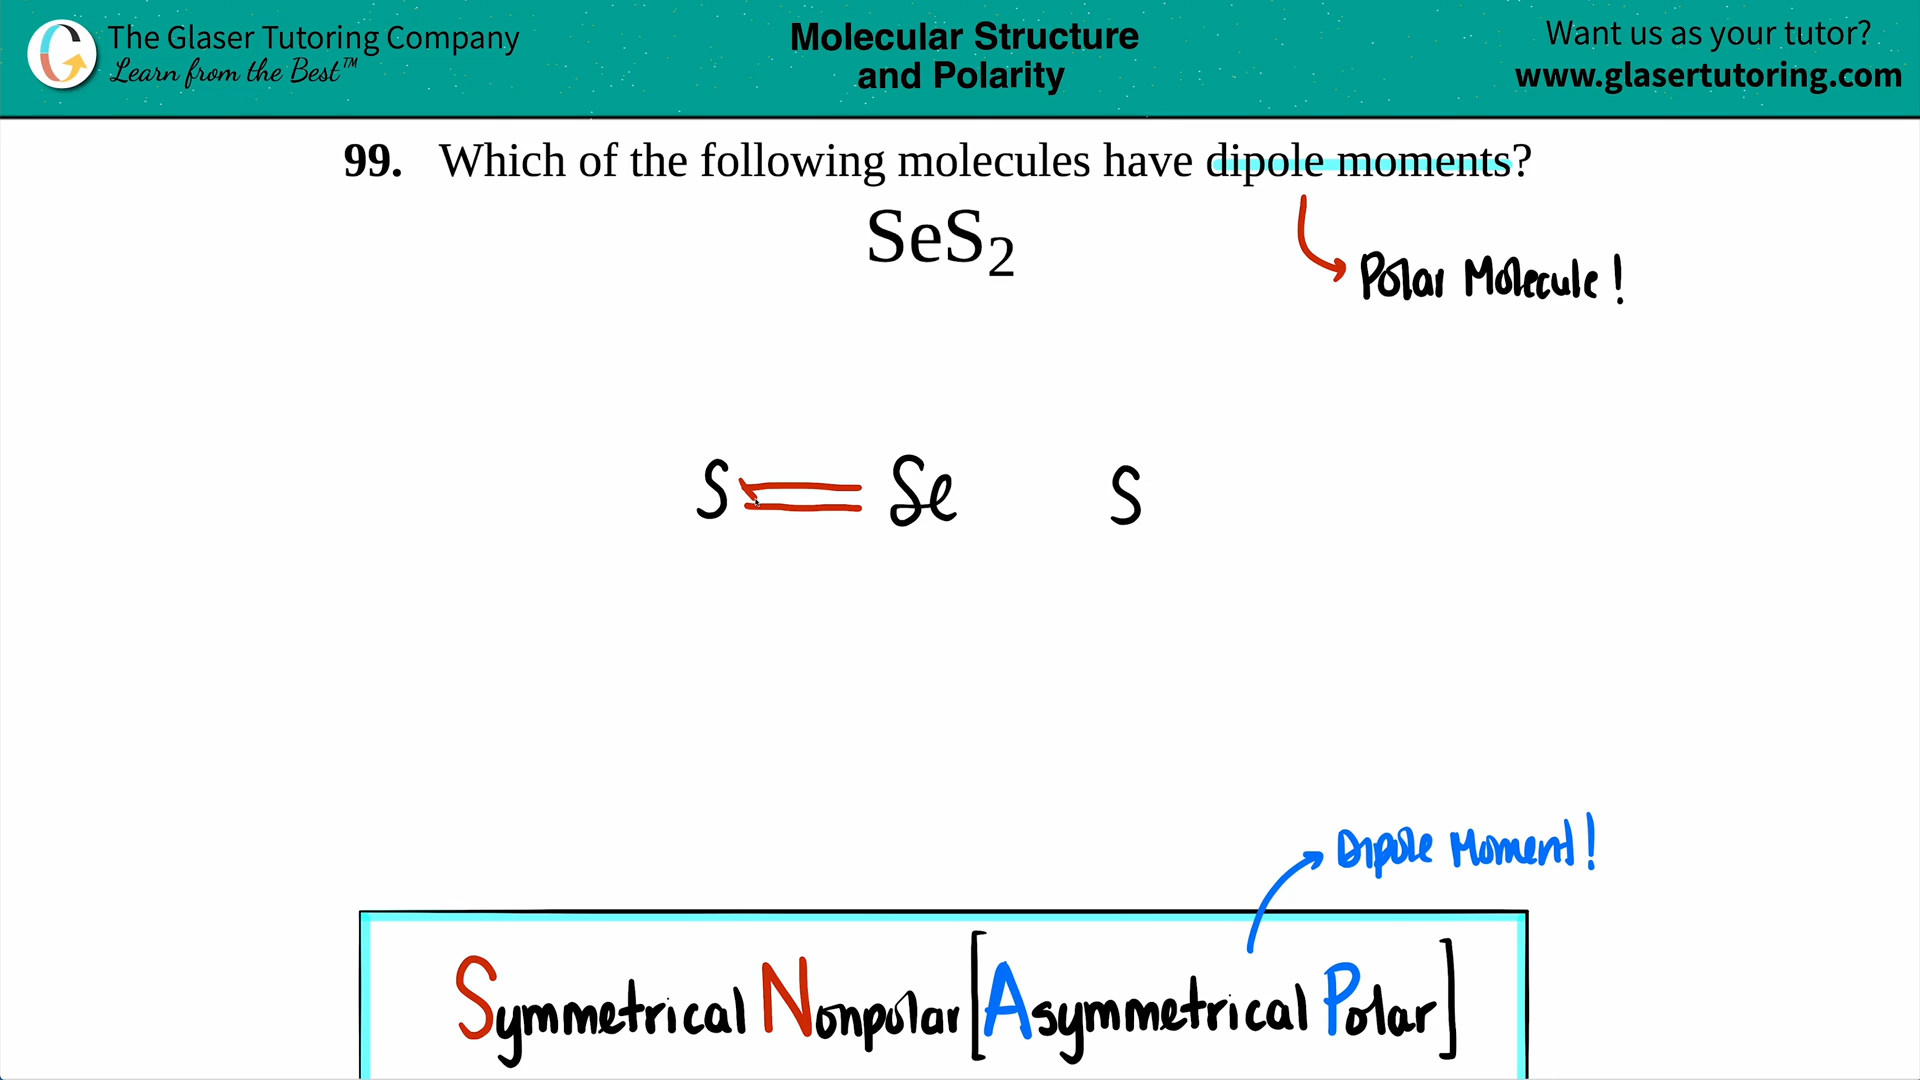 The Glaser Tutoring Company
Learn from the Best™
Molecular Structure
and Polarity
Want us as your tutor?
www.glasertutoring.com
99. Which of the following molecules have dipole moments?
SeS₂
Polar Molecule!
S Se S
Dipole Moment!
Symmetrical Nonpolar [Asymmetrical Polar]